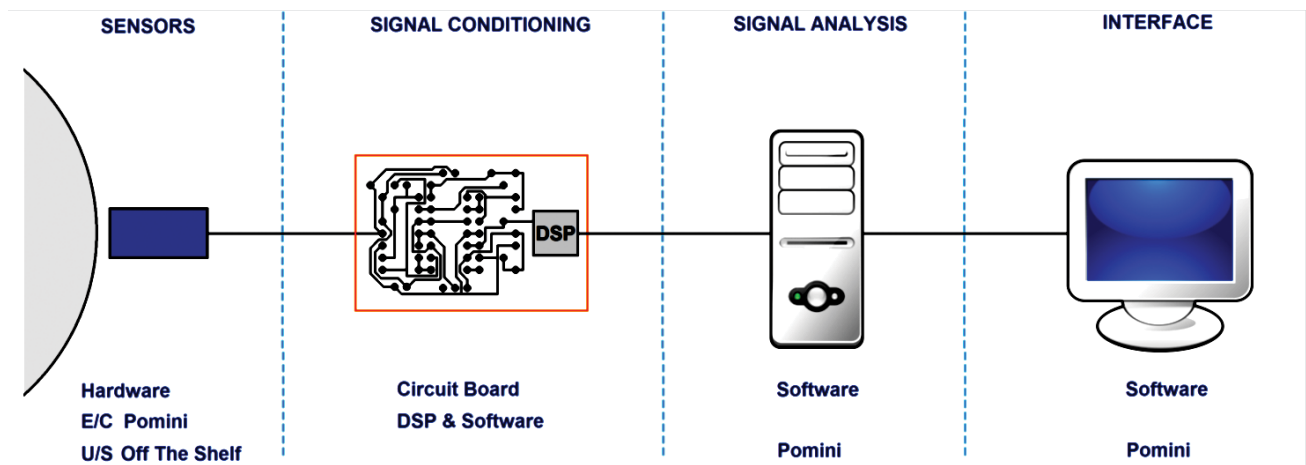 SENSORS
SIGNAL CONDITIONING
SIGNAL ANALYSIS
INTERFACE
DSP
Hardware
E/C Pomini
U/S Off The Shelf
Circuit Board
DSP & Software
Software
Pomini
Software
Pomini